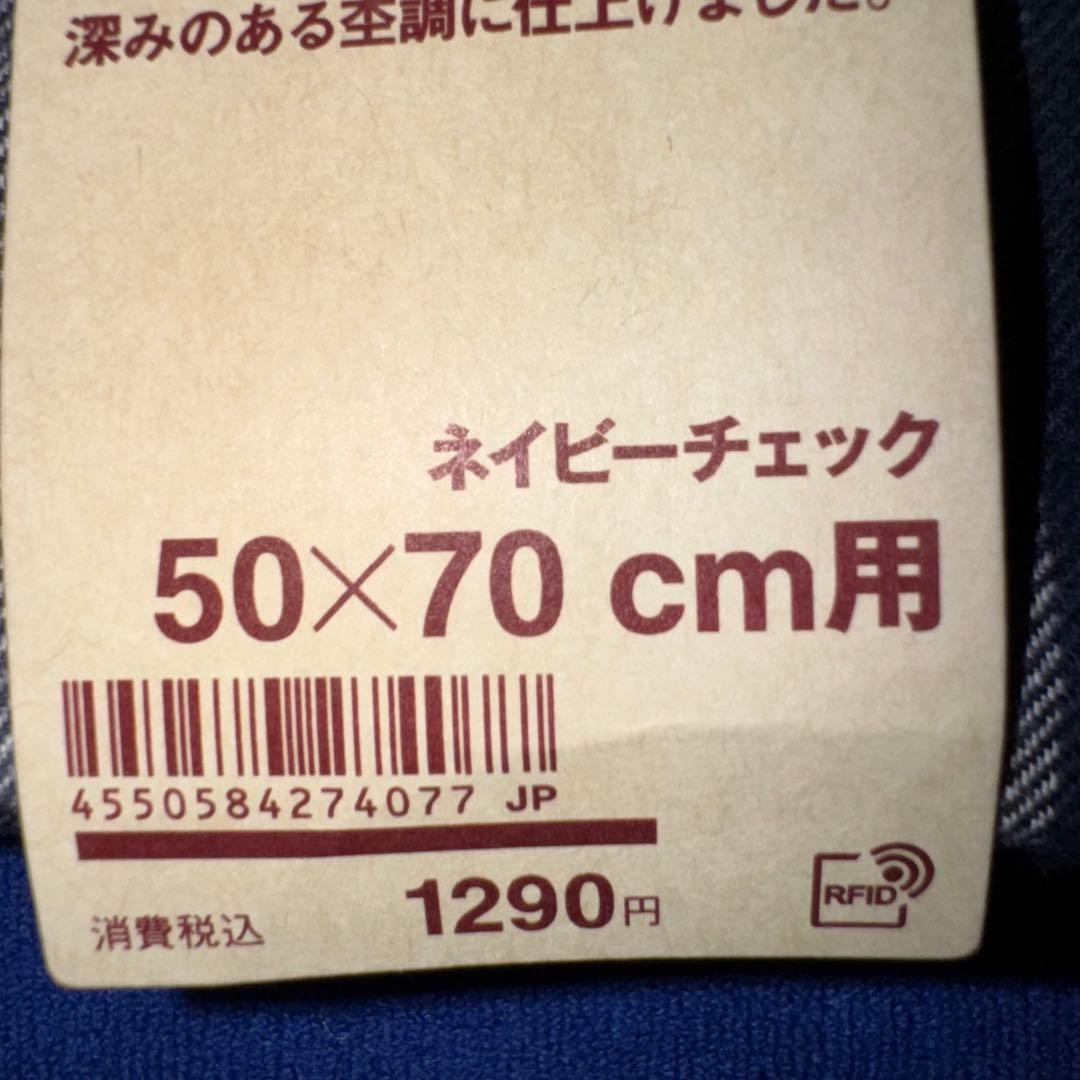 深みのある杢調に仕上げました。
ネイビーチェック
50×70 cm用
4550584274077 JP
消費税込 1290円
RFID